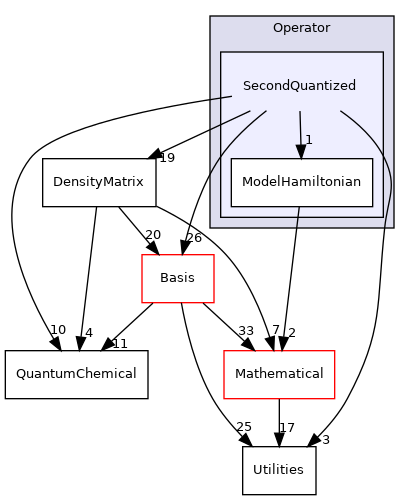 Operator
SecondQuantized
1
19
DensityMatrix
ModelHamiltonian
20
26
Basis
10
4
11
33
7
2
QuantumChemical
Mathematical
25
17
3
Utilities